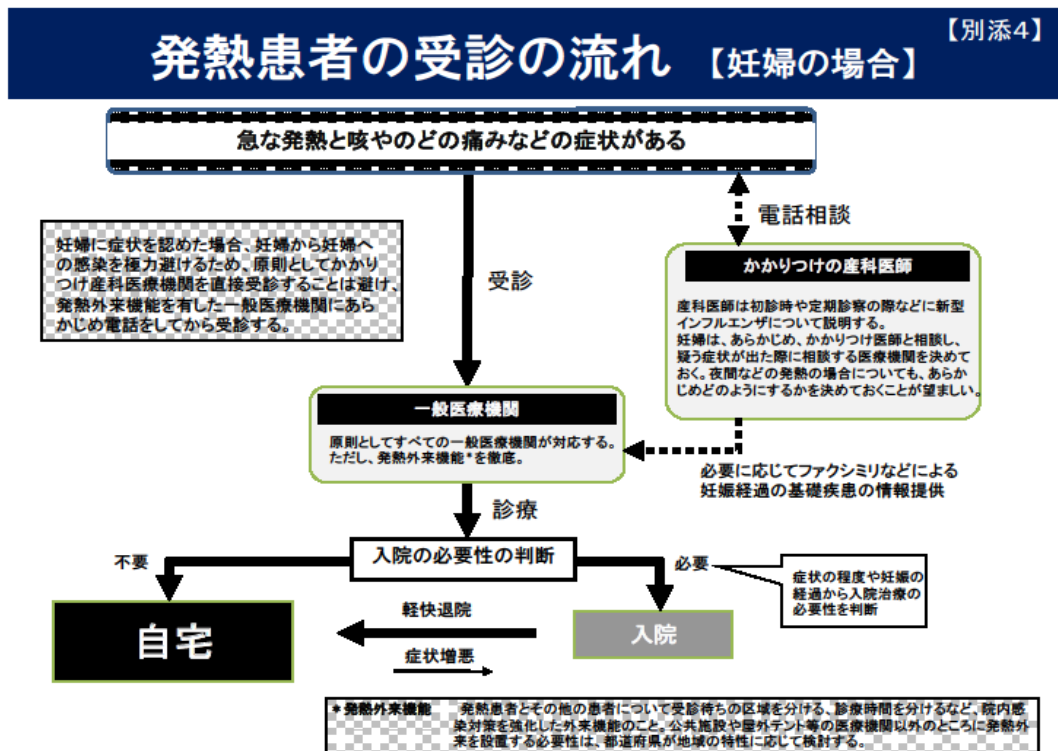 【別添4】
発熱患者の受診の流れ 【妊婦の場合】
急な発熱と咳やのどの痛みなどの症状がある
電話相談
妊婦に症状を認めた場合、妊婦から妊婦へ
の感染を極力避けるため、原則としてかかり
つけ産科医療機関を直接受診することは避け、
発熱外来機能を有した一般医療機関にあら
かじめ電話をしてから受診する。
受診
かかりつけの産科医師
産科医師は初診時や定期診察の際などに新型
インフルエンザについて説明する。
妊婦は、あらかじめ、かかりつけ医師と相談し、
疑う症状が出た際に相談する医療機関を決めて
おく。夜間などの発熱の場合についても、あらか
じめどのようにするかを決めておくことが望ましい。
一般医療機関
原則としてすべての一般医療機関が対応する。
ただし、発熱外来機能*を徹底。
必要に応じてファクシミリなどによる
妊娠経過の基礎疾患の情報提供
診療
入院の必要性の判断
不要
必要
症状の程度や妊娠の
経過から入院治療の
必要性を判断
自宅
軽快退院
症状増悪
入院
*発熱外来機能 発熱患者とその他の患者について受診待ちの区域を分ける、診療時間を分けるなど、院内感
染対策を強化した外来機能のこと。公共施設や屋外テント等の医療機関以外のところに発熱外
来を設置する必要性は、都道府県が地域の特性に応じて検討する。